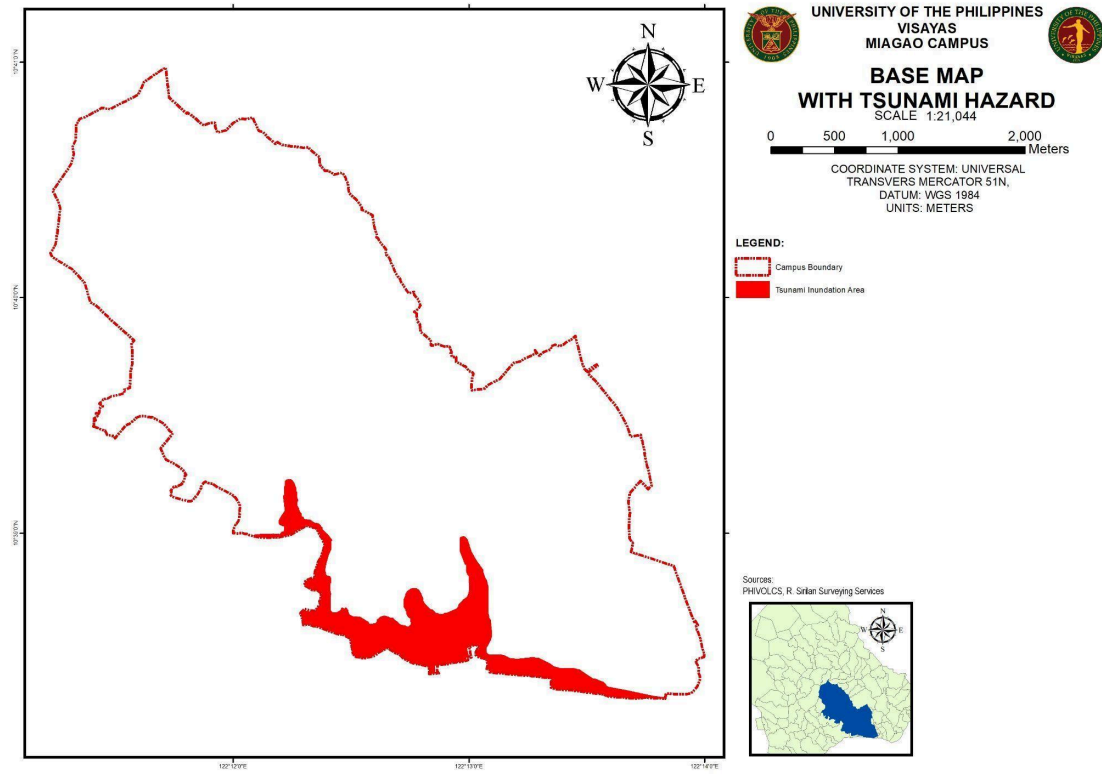 UNIVERSITY OF THE PHILIPPINES
VISAYAS
MIAGAO CAMPUS
BASE MAP
WITH TSUNAMI HAZARD
SCALE 1:21,044
0 500 1,000 2,000
Meters
COORDINATE SYSTEM: UNIVERSAL
TRANSVERS MERCATOR 51N,
DATUM: WGS 1984
UNITS: METERS
LEGEND:
Campus Boundary
Tsunami Inundation Area
N
W E
S
122°12'0"E 122°13'0"E 122°14'0"E
Sources:
PHIVOLCS, R. Sirilan Surveying Services
N
W E
S